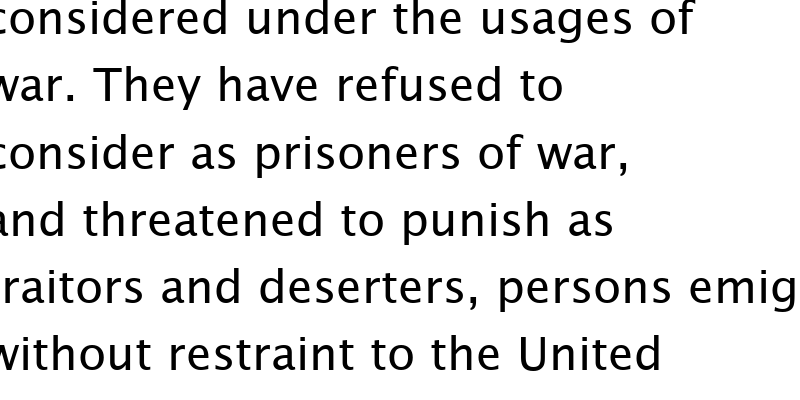 considered under the usages of
war. They have refused to
consider as prisoners of war,
and threatened to punish as
traitors and deserters, persons emig
without restraint to the United